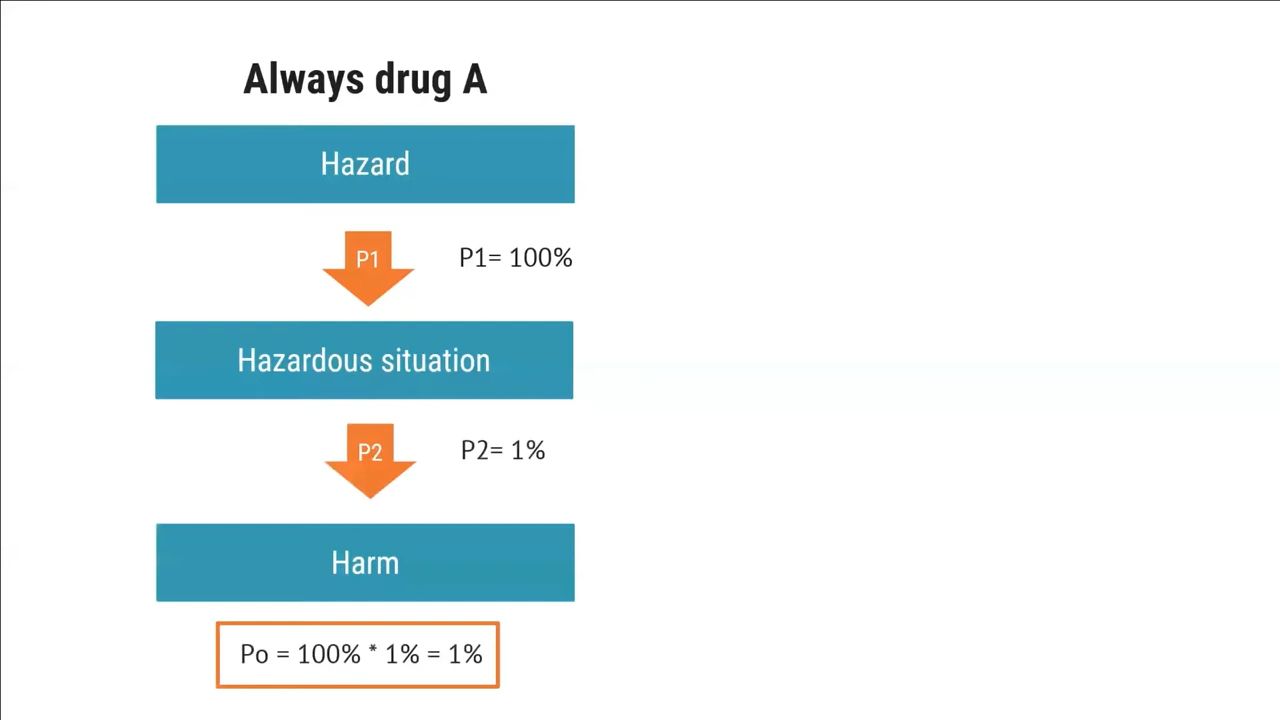 Always drug A
Hazard
P1
P1= 100%
Hazardous situation
P2
P2= 1%
Harm
Po = 100% * 1% = 1%